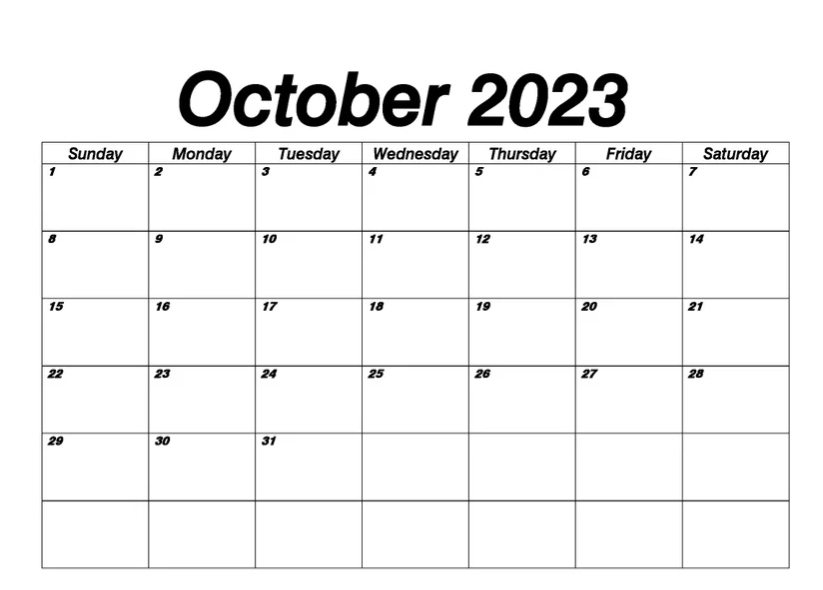 October 2023
Sunday Monday Tuesday Wednesday Thursday Friday Saturday
1 2 3 4 5 6 7
8 9 10 11 12 13 14
15 16 17 18 19 20 21
22 23 24 25 26 27 28
29 30 31